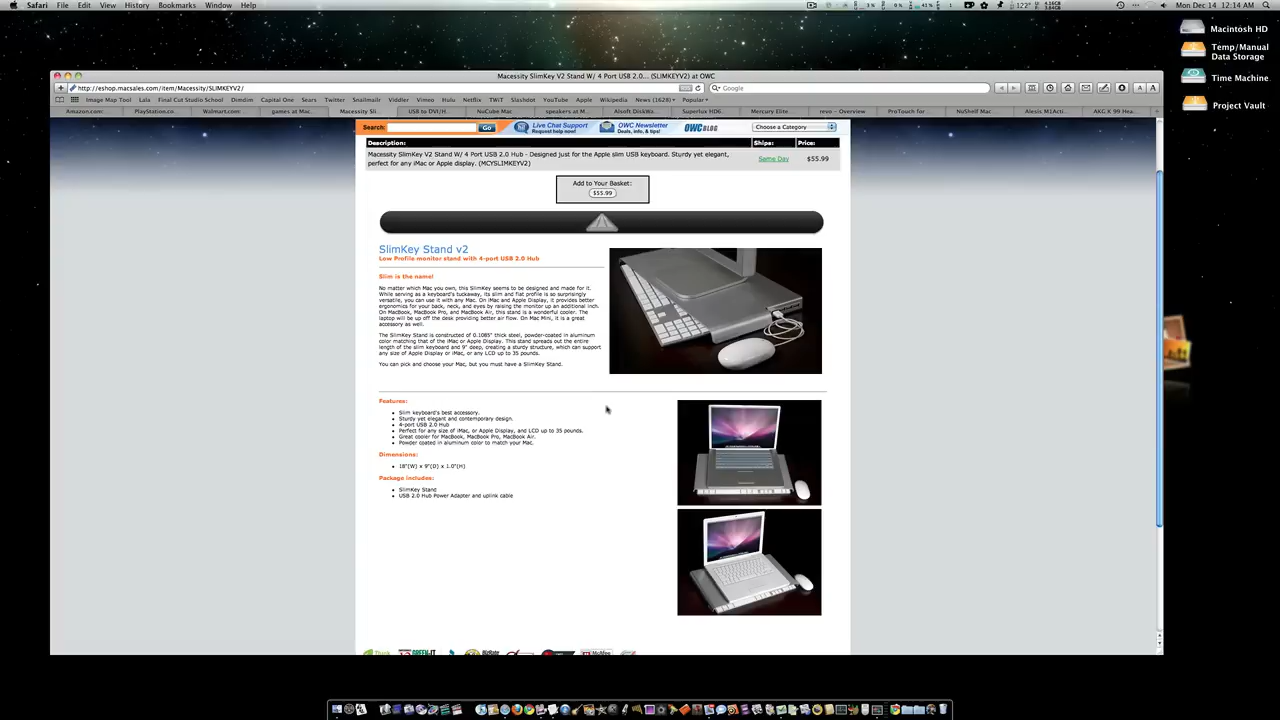 Safari File Edit View History Bookmarks Window Help
Mon Dec 14 12:14 AM
Macintosh HD
Temp/Manual
Data Storage
Time Machine
Project Vault
Macessity SlimKey V2 Stand W/ 4 Port USB 2.0... (SLIMKEYV2) at OWC
http://eshop.macsales.com/item/Macessity/SLIMKEYV2/
Google
Image Map Tool Lala Final Cut Studio School Dimdim Capital One Sears Twitter Snailmailr Viddler Vimeo Hulu Netflix TWiT Slashdot YouTube Apple Wikipedia News (1628) Popular
Amazon.com: PlayStation.co Walmart.com: games at Mac. Macessity Sli... USB to DVI/H... NuCube Mac speakers at M... Superlux HD6.. Mercury Elite revo - Overview ProTouch for NuShelf Mac Alesis M1Acti AKG K 99 Hea..
Search: Go Live Chat Support Request help now! OWC Newsletter Deals, info, & tips! OWC BLOG Choose a Category
Description: Ships: Price:
Macessity SlimKey V2 Stand W/ 4 Port USB 2.0 Hub - Designed just for the Apple slim USB keyboard. Sturdy yet elegant,
perfect for any iMac or Apple display. (MCYSLIMKEYV2)
Same Day $55.99
Add to Your Basket:
$55.99
SlimKey Stand v2
Low Profile monitor stand with 4-port USB 2.0 Hub
Slim is the name!
No matter which Mac you own, this SlimKey seems to be designed and made for it.
While serving as a keyboard's tuckaway, its slim and flat profile is so surprisingly
versatile, you can use it with any Mac. On iMac and Apple Display, it provides better
ergonomics for your back, neck, and eyes by raising the monitor up an additional inch.
On MacBook, MacBook Pro, and MacBook Air, this stand is a wonderful cooler. The
laptop will be up off the desk providing better air flow. On Mac Mini, it is a great
accessory as well.
The SlimKey Stand is constructed of 0.1085" thick steel, powder-coated in aluminum
color matching that of the iMac or Apple Display. This stand spreads out the entire
length of the slim keyboard and 9" deep, creating a sturdy structure, which can support
any size of Apple Display or iMac, or any LCD up to 35 pounds.
You can pick and choose your Mac, but you must have a SlimKey Stand.
Features:
Slim keyboard's best accessory.
Sturdy yet elegant and contemporary design.
4-port USB 2.0 Hub
Perfect for any size of iMac, or Apple Display, and LCD up to 35 pounds.
Great cooler for MacBook, MacBook Pro, MacBook Air.
Powder coated in aluminum color to match your Mac.
Dimensions:
18"(W) x 9"(D) x 1.0"(H)
Package includes:
SlimKey Stand
USB 2.0 Hub Power Adapter and uplink cable